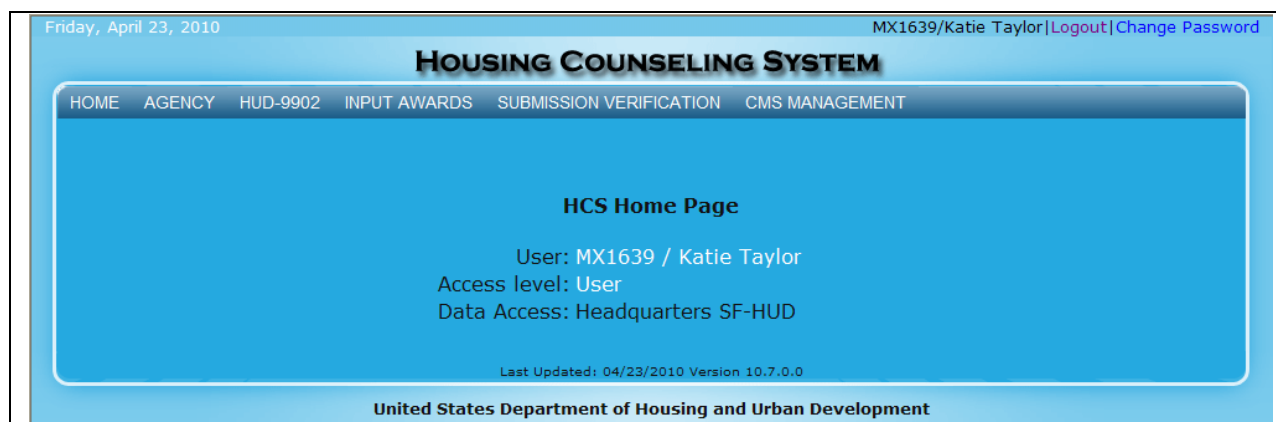 Friday, April 23, 2010 MX1639/Katie Taylor|Logout|Change Password
HOUSING COUNSELING SYSTEM
HOME AGENCY HUD-9902 INPUT AWARDS SUBMISSION VERIFICATION CMS MANAGEMENT
HCS Home Page
User: MX1639 / Katie Taylor
Access level: User
Data Access: Headquarters SF-HUD
Last Updated: 04/23/2010 Version 10.7.0.0
United States Department of Housing and Urban Development